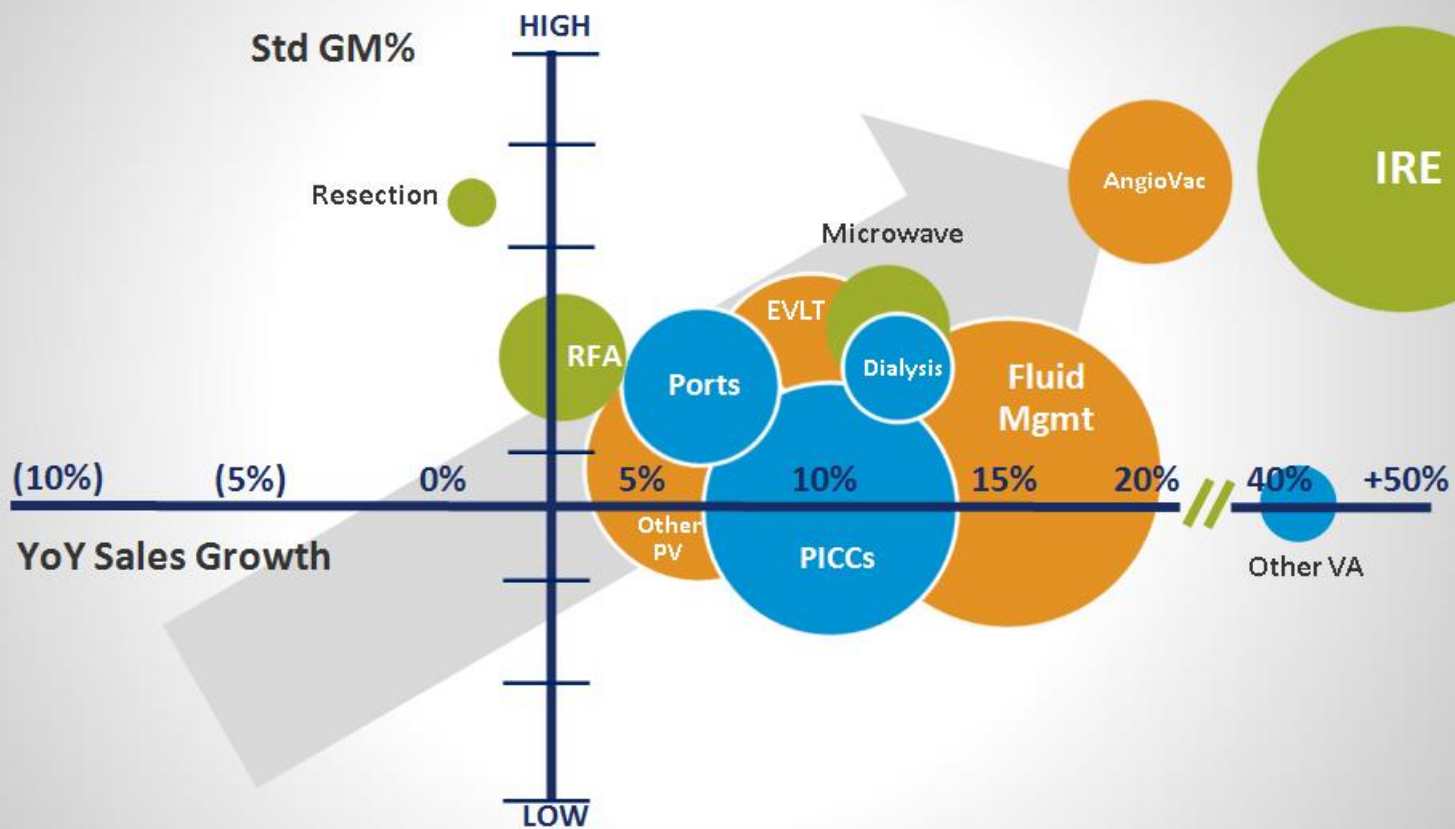 HIGH
Std GM%
IRE
AngioVac
Resection
Microwave
EVLT
RFA
Ports
Dialysis
Fluid
Mgmt
(10%) (5%) 0% 5% 10% 15% 20% 40% +50%
Other
PV
YoY Sales Growth
PICCs
Other VA
LOW